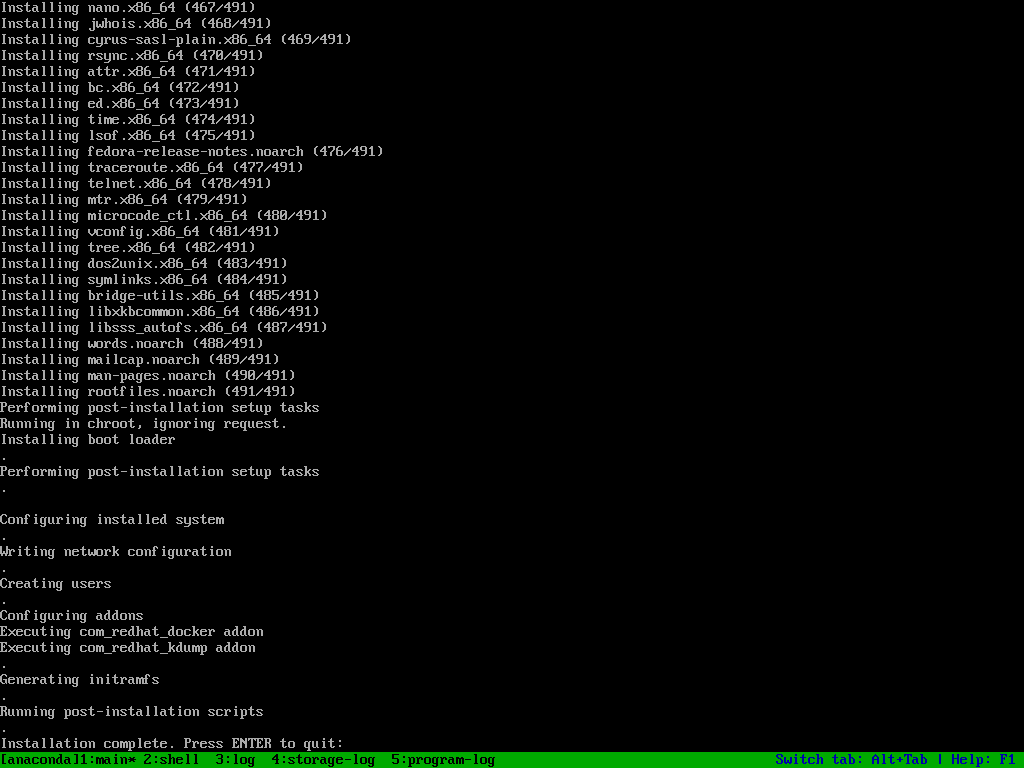 Installing nano.x86_64 (467/491)
Installing jwhois.x86_64 (468/491)
Installing cyrus-sasl-plain.x86_64 (469/491)
Installing rsync.x86_64 (470/491)
Installing attr.x86_64 (471/491)
Installing bc.x86_64 (472/491)
Installing ed.x86_64 (473/491)
Installing time.x86_64 (474/491)
Installing lsof.x86_64 (475/491)
Installing fedora-release-notes.noarch (476/491)
Installing traceroute.x86_64 (477/491)
Installing telnet.x86_64 (478/491)
Installing mtr.x86_64 (479/491)
Installing microcode_ctl.x86_64 (480/491)
Installing vconfig.x86_64 (481/491)
Installing tree.x86_64 (482/491)
Installing dos2unix.x86_64 (483/491)
Installing symlinks.x86_64 (484/491)
Installing bridge-utils.x86_64 (485/491)
Installing libxkbcommon.x86_64 (486/491)
Installing libsss_autofs.x86_64 (487/491)
Installing words.noarch (488/491)
Installing mailcap.noarch (489/491)
Installing man-pages.noarch (490/491)
Installing rootfiles.noarch (491/491)
Performing post-installation setup tasks
Running in chroot, ignoring request.
Installing boot loader
.
Performing post-installation setup tasks
.
Configuring installed system
.
Writing network configuration
.
Creating users
.
Configuring addons
Executing com_redhat_docker addon
Executing com_redhat_kdump addon
.
Generating initramfs
.
Running post-installation scripts
.
Installation complete. Press ENTER to quit:
[anaconda]1:main* 2:shell  3:log  4:storage-log  5:program-log Switch tab: Alt+Tab | Help: F1